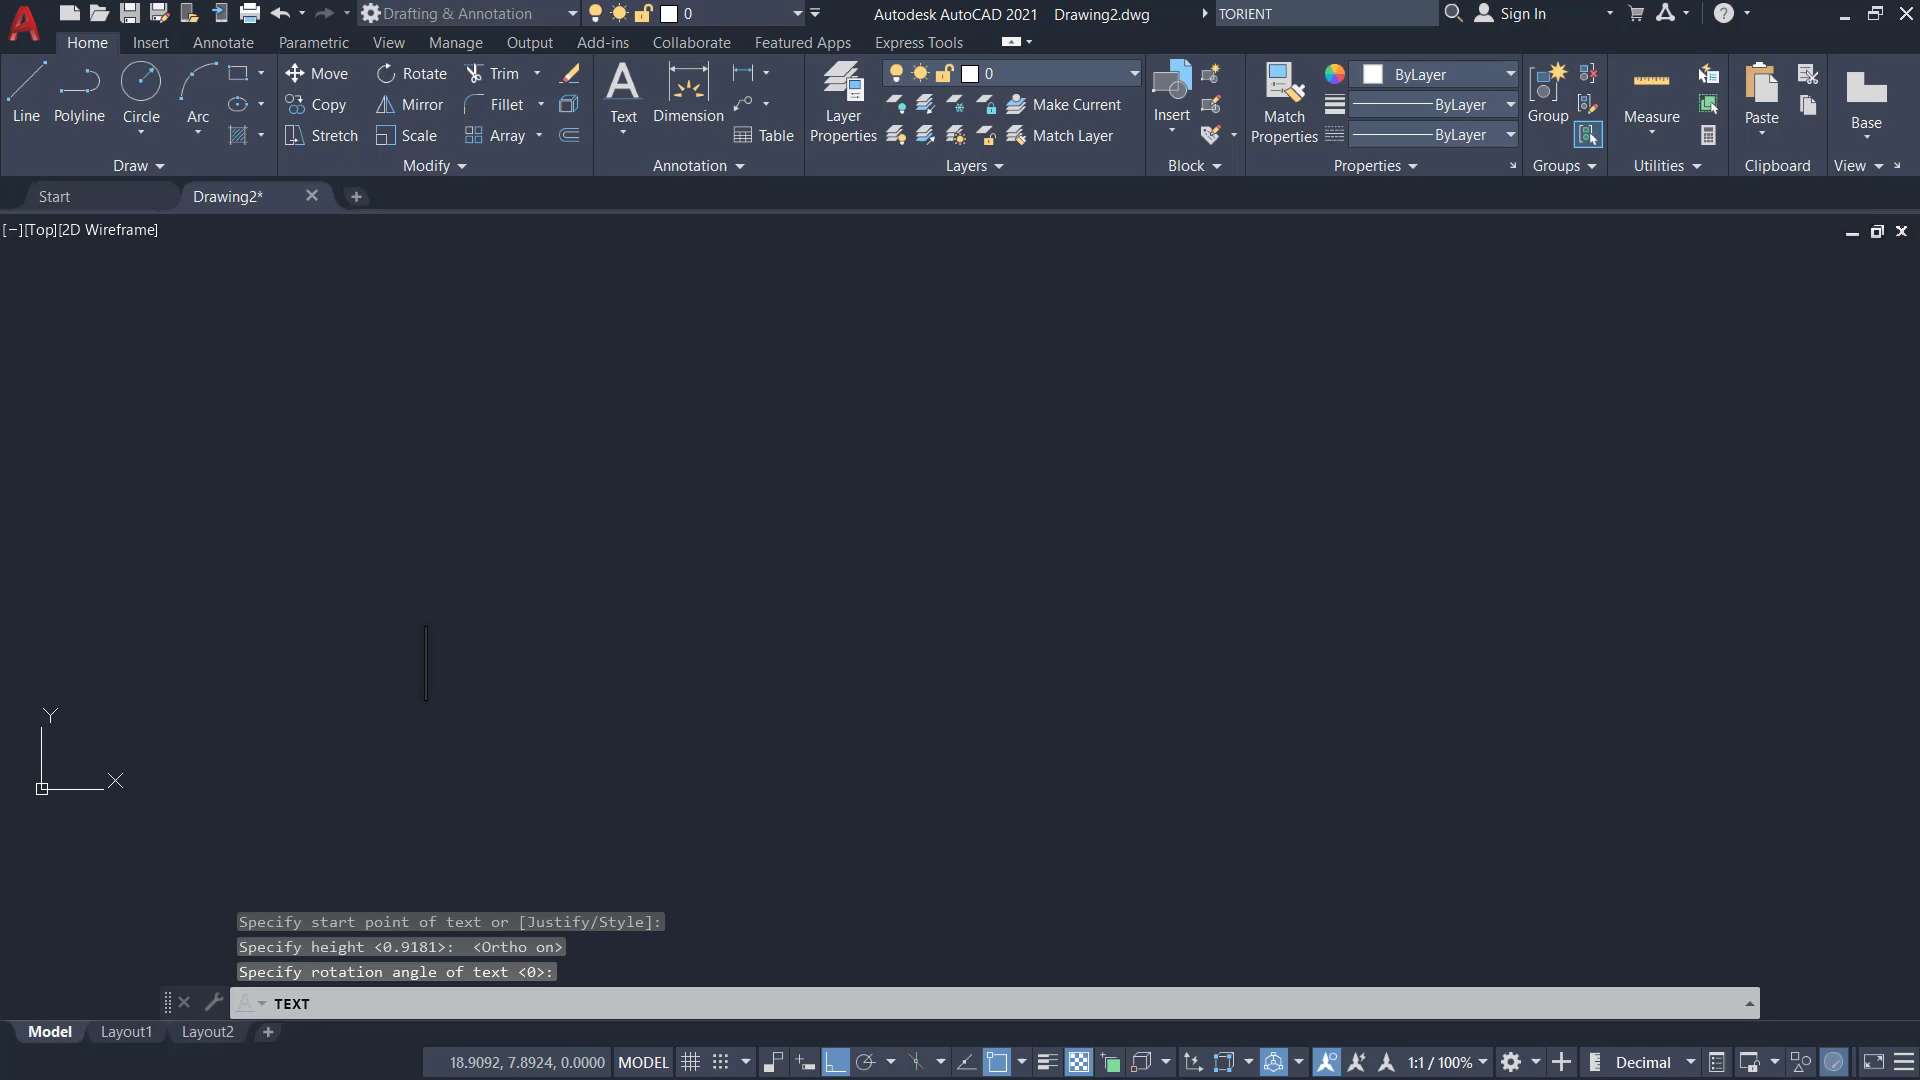 Drafting & Annotation
0
Autodesk AutoCAD 2021 Drawing2.dwg
TORIENT
Sign In
Home Insert Annotate Parametric View Manage Output Add-ins Collaborate Featured Apps Express Tools
Line
Polyline
Circle
Arc
Draw
Move
Rotate
Trim
Copy
Mirror
Fillet
Stretch
Scale
Array
Modify
Text
Dimension
Table
Annotation
Layer
Properties
0
Make Current
Match Layer
Layers
Insert
Block
Match
Properties
ByLayer
ByLayer
ByLayer
Properties
Group
Groups
Measure
Utilities
Paste
Clipboard
Base
View
Start
Drawing2*
[−][Top][2D Wireframe]
Y
X
Specify start point of text or [Justify/Style]:
Specify height <0.9181>: <Ortho on>
Specify rotation angle of text <0>:
TEXT
Model Layout1 Layout2
18.9092, 7.8924, 0.0000 MODEL
1:1 / 100%
Decimal